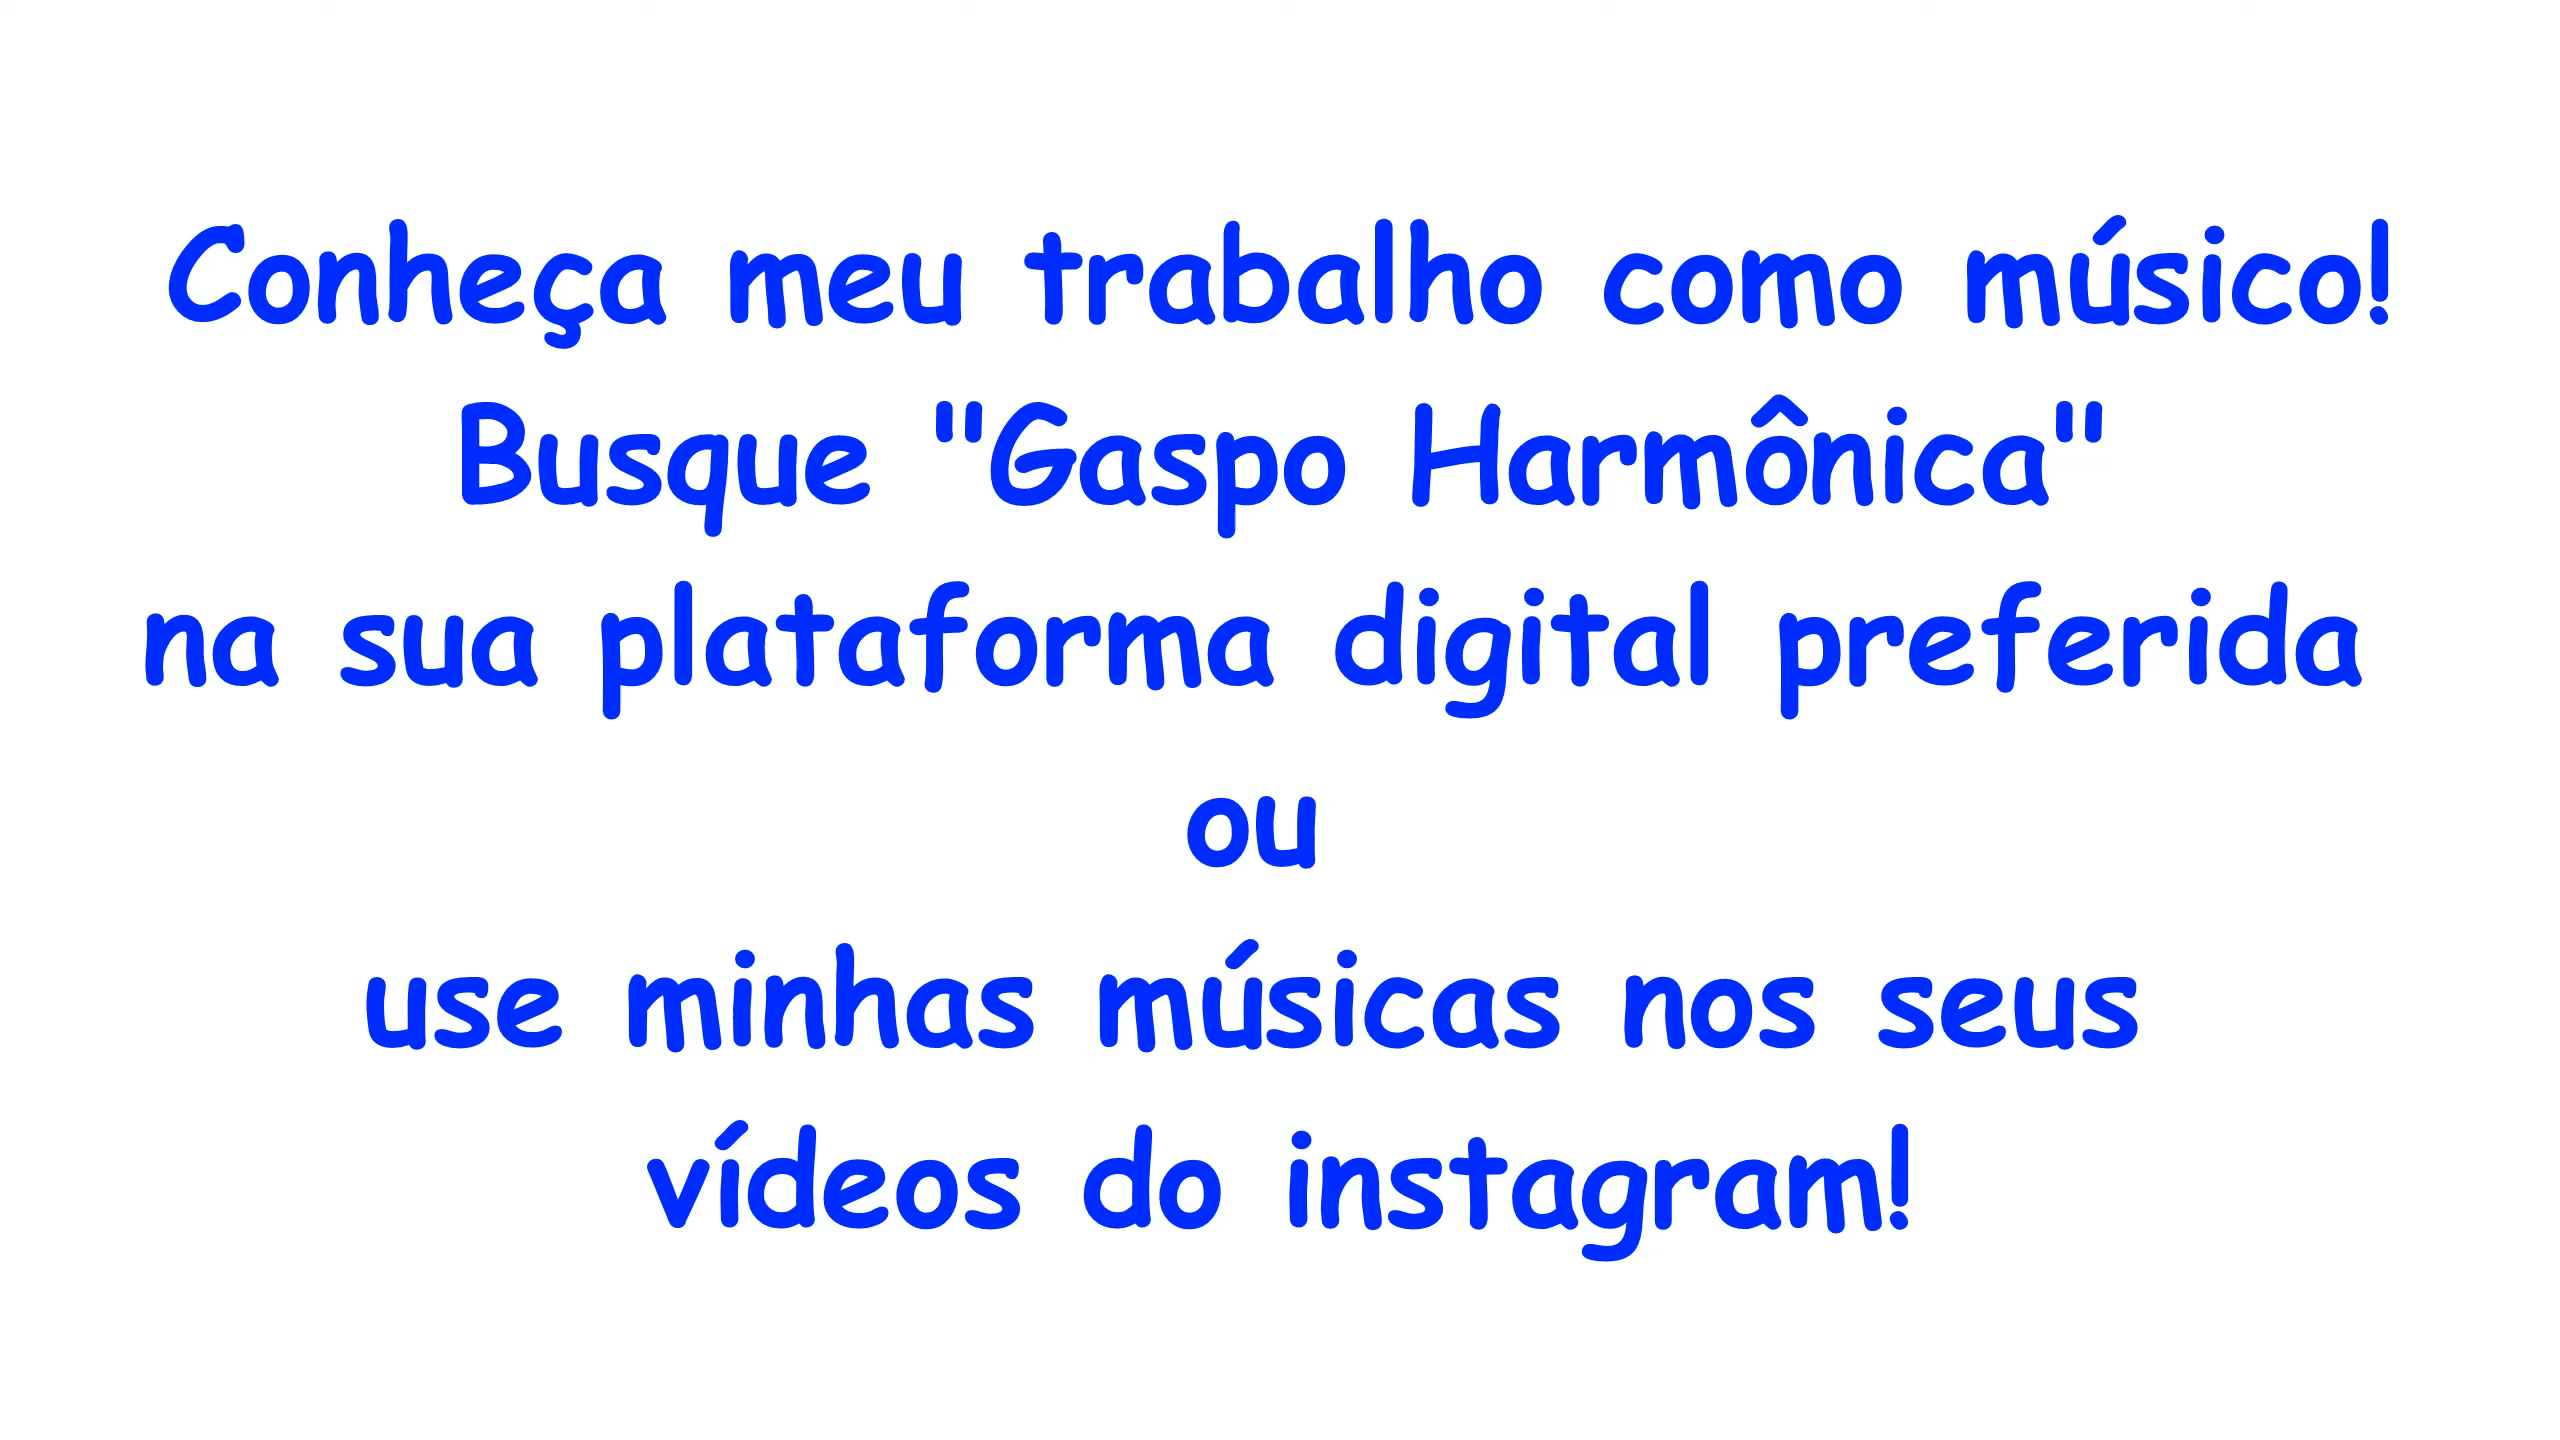 Conheça meu trabalho como músico!
Busque "Gaspo Harmônica"
na sua plataforma digital preferida
ou
use minhas músicas nos seus
vídeos do instagram!